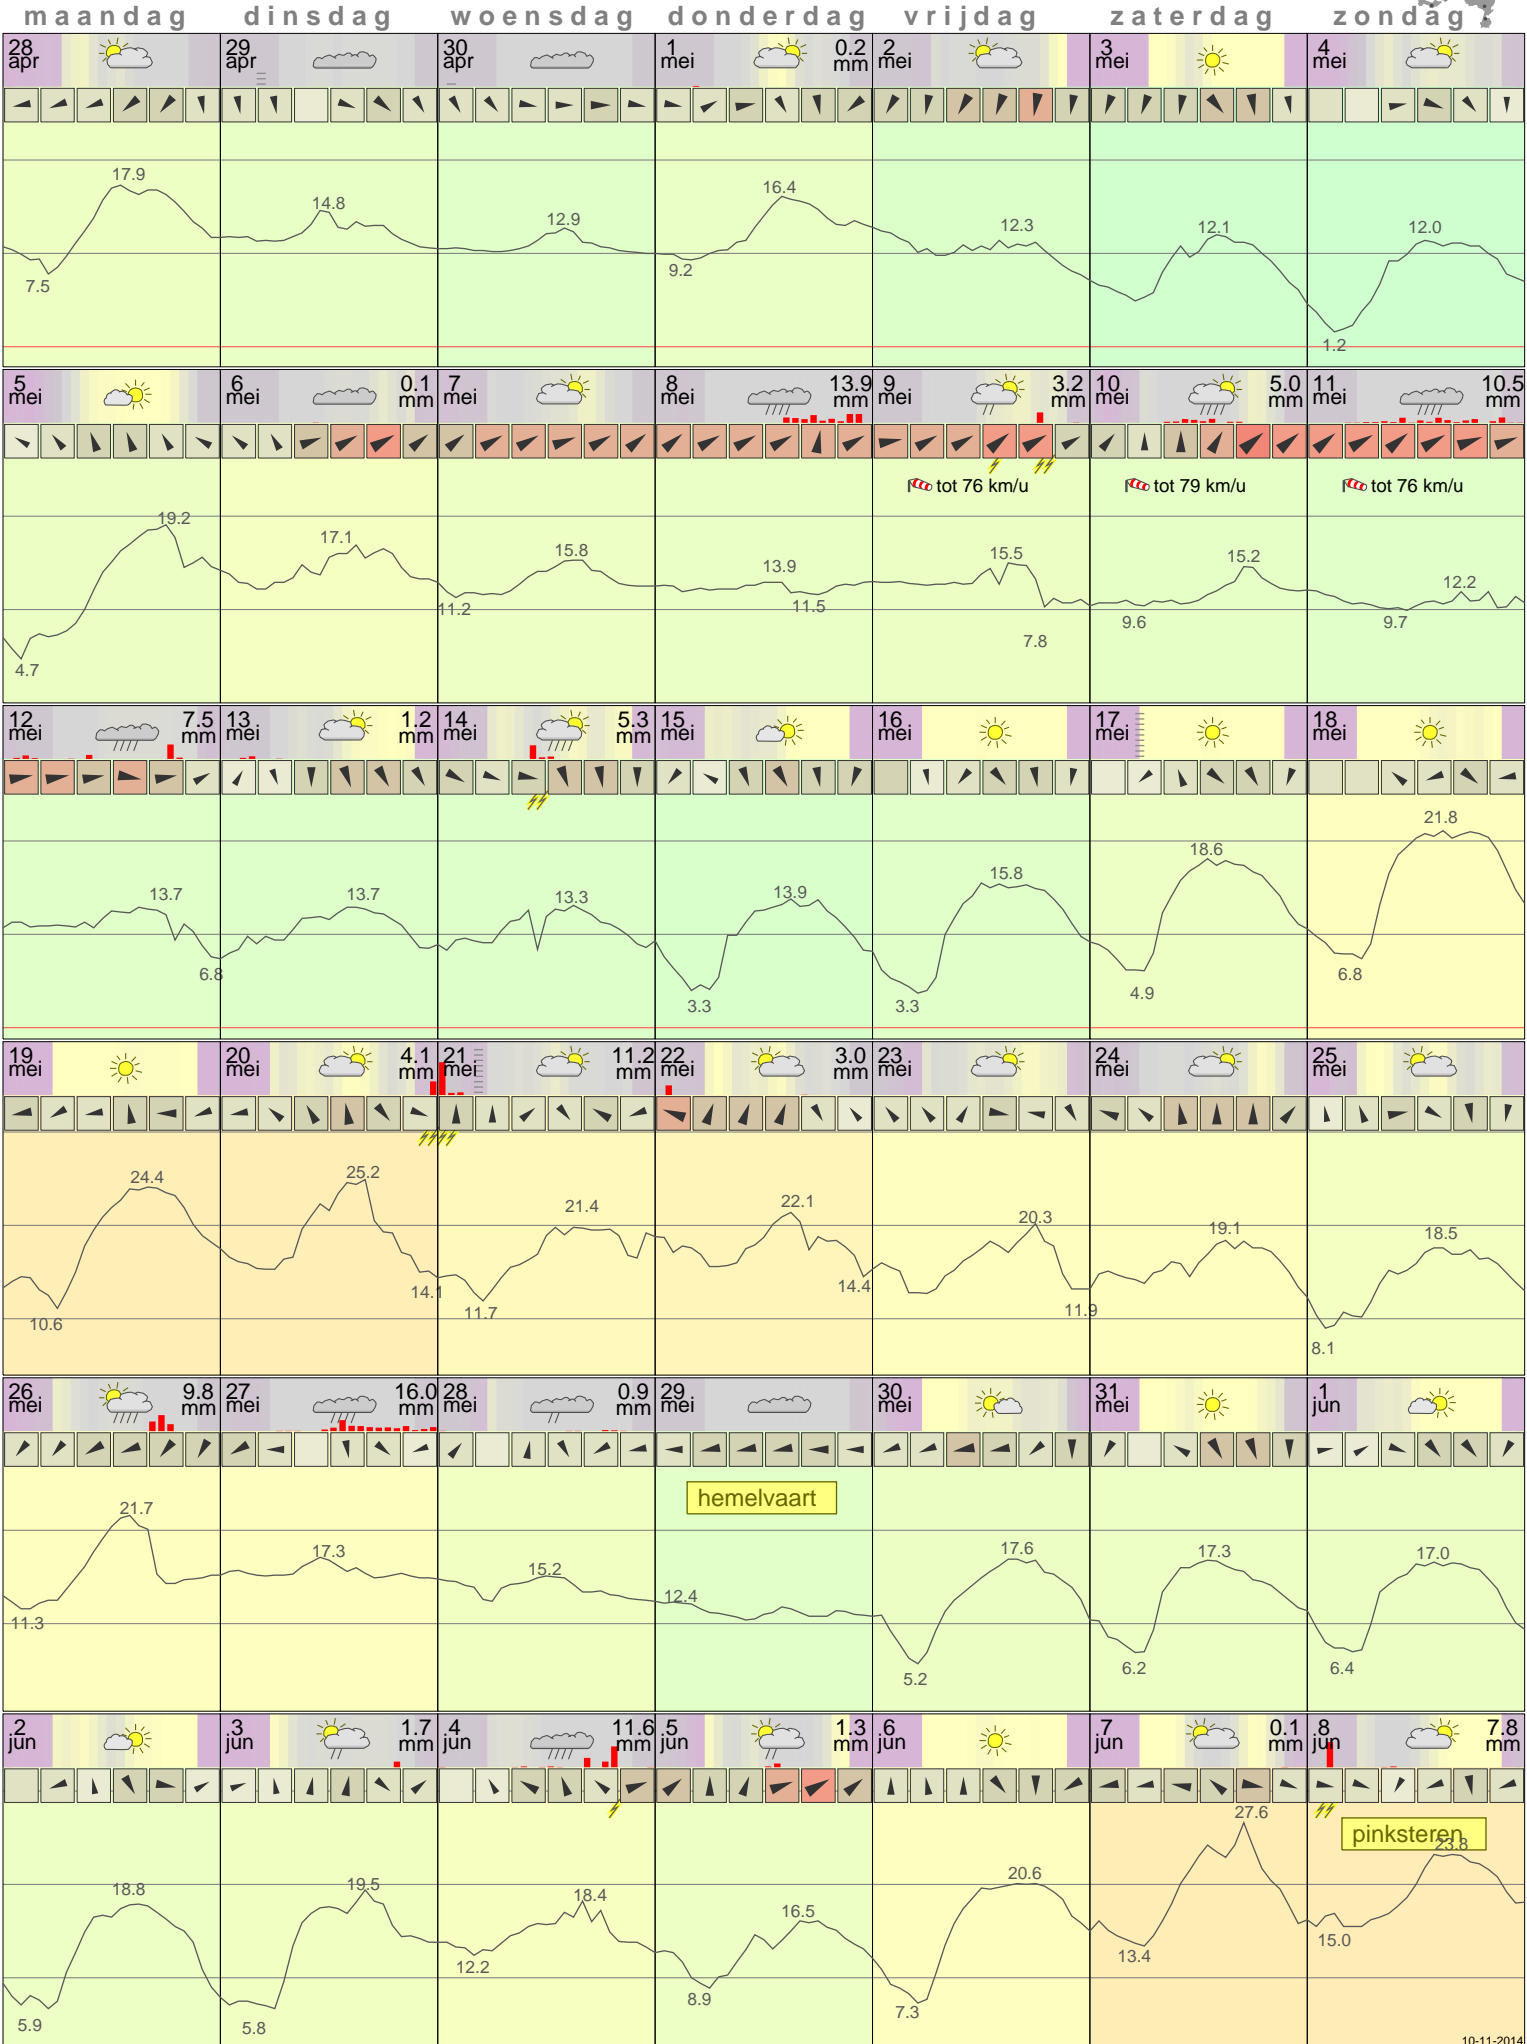 maandag dinsdag woensdag donderdag vrijdag zaterdag zondag
28 29 30 1 0.2 2 3 4
apr apr apr mei mm mei mei mei
17.9 14.8 12.9 16.4 12.3 12.1 12.0
7.5 9.2 1.2
5 6 0.1 7 8 13.9 9 3.2 10 5.0 11 10.5
mei mei mm mei mei mm mei mm mei mm mei mm
tot 76 km/u tot 79 km/u tot 76 km/u
19.2 17.1 15.8 13.9 15.5 15.2 12.2
4.7 11.2 11.5 7.8 9.6 9.7
12 7.5 13 1.2 14 5.3 15 16 17 18
mei mm mei mm mei mm mei mei mei mei
13.7 13.7 13.3 13.9 15.8 18.6 21.8
6.8 3.3 3.3 4.9 6.8
19 20 4.1 21 11.2 22 3.0 23 24 25
mei mei mm mei mm mei mm mei mei mei
24.4 25.2 21.4 22.1 20.3 19.1 18.5
10.6 14.1 11.7 14.4 11.9 8.1
26 9.8 27 16.0 28 0.9 29 30 31 1
mei mm mei mm mei mm mei mei mei jun
hemelvaart
21.7 17.3 15.2 12.4 17.6 17.3 17.0
11.3 5.2 6.2 6.4
2 3 1.7 4 11.6 5 1.3 6 7 0.1 8 7.8
jun jun mm jun mm jun mm jun jun mm jun mm
pinksteren
18.8 19.5 18.4 16.5 20.6 27.6 23.8
5.9 5.8 12.2 8.9 7.3 13.4 15.0
10-11-2014